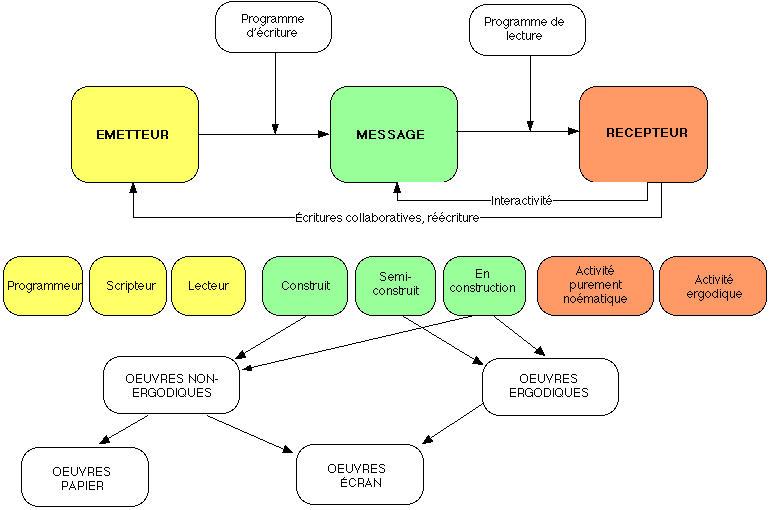 Programme
d'écriture
Programme de
lecture
EMETTEUR
MESSAGE
RECEPTEUR
Interactivité
Écritures collaboratives, réécriture
Programmeur
Scripteur
Lecteur
Construit
Semi-
construit
En
construction
Activité
purement
noématique
Activité
ergodique
OEUVRES NON-
ERGODIQUES
OEUVRES
ERGODIQUES
OEUVRES
PAPIER
OEUVRES
ÉCRAN